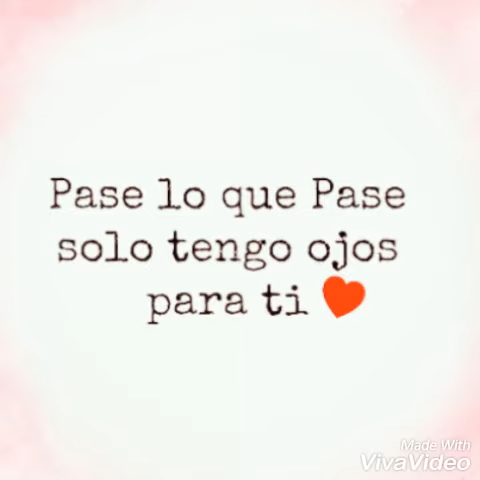 Pase lo que Pase
solo tengo ojos
para ti ♥
Made With
VivaVideo